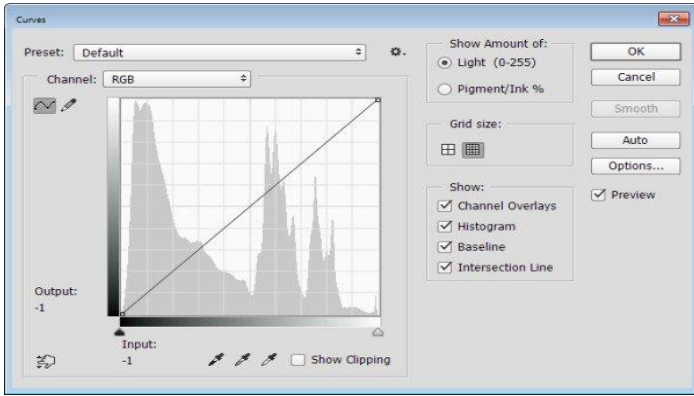 Curves
Preset: Default
Channel: RGB
Output:
-1
Input:
-1
Show Clipping
Show Amount of:
Light (0-255)
Pigment/Ink %
Grid size:
Show:
Channel Overlays
Histogram
Baseline
Intersection Line
OK
Cancel
Smooth
Auto
Options...
Preview